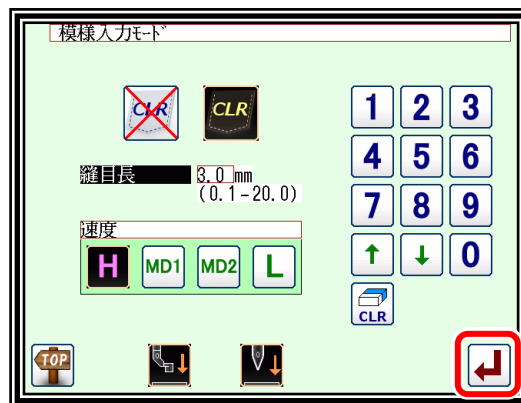 模様入力ﾓｰﾄﾞ
CLR CLR
1 2 3
縫目長 3.0 mm
(0.1-20.0)
4 5 6
速度
7 8 9
H MD1 MD2 L
↑ ↓ 0
CLR
TOP